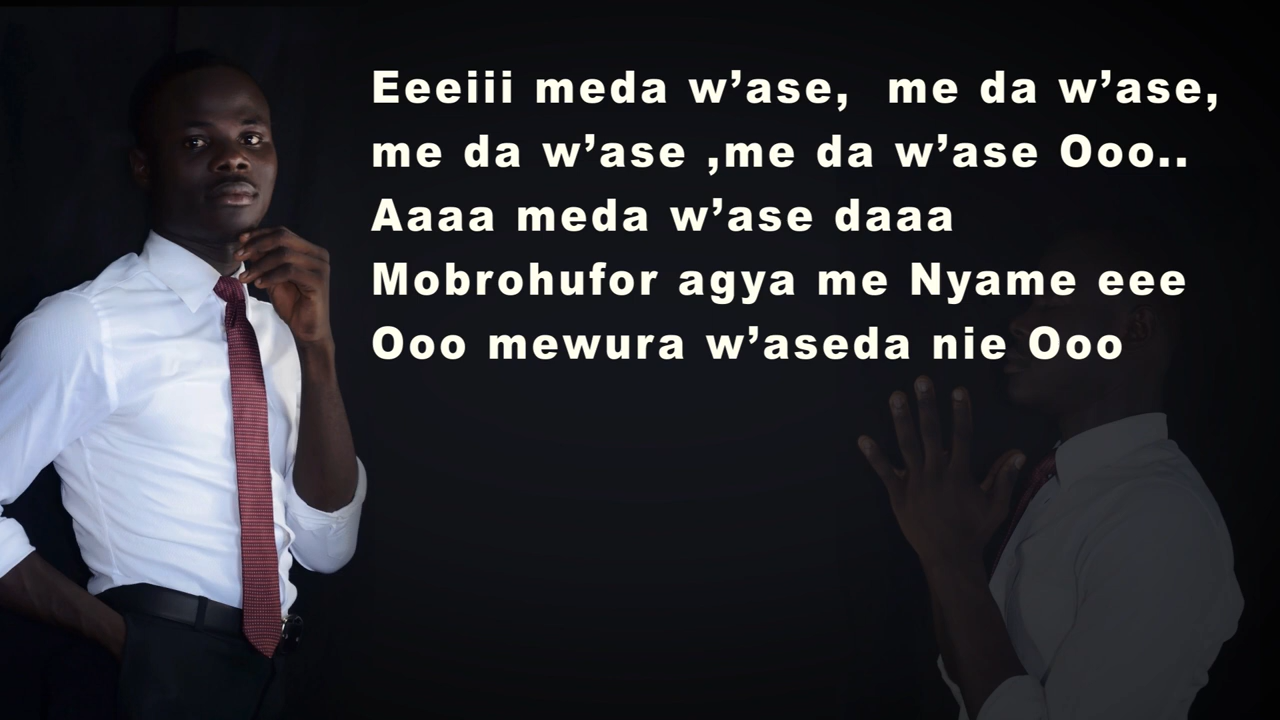 Eeeiii meda w’ase,  me da w’ase,
me da w’ase ,me da w’ase Ooo..
Aaaa meda w’ase daaa
Mobrohufor agya me Nyame eee
Ooo mewura w’aseda nie Ooo